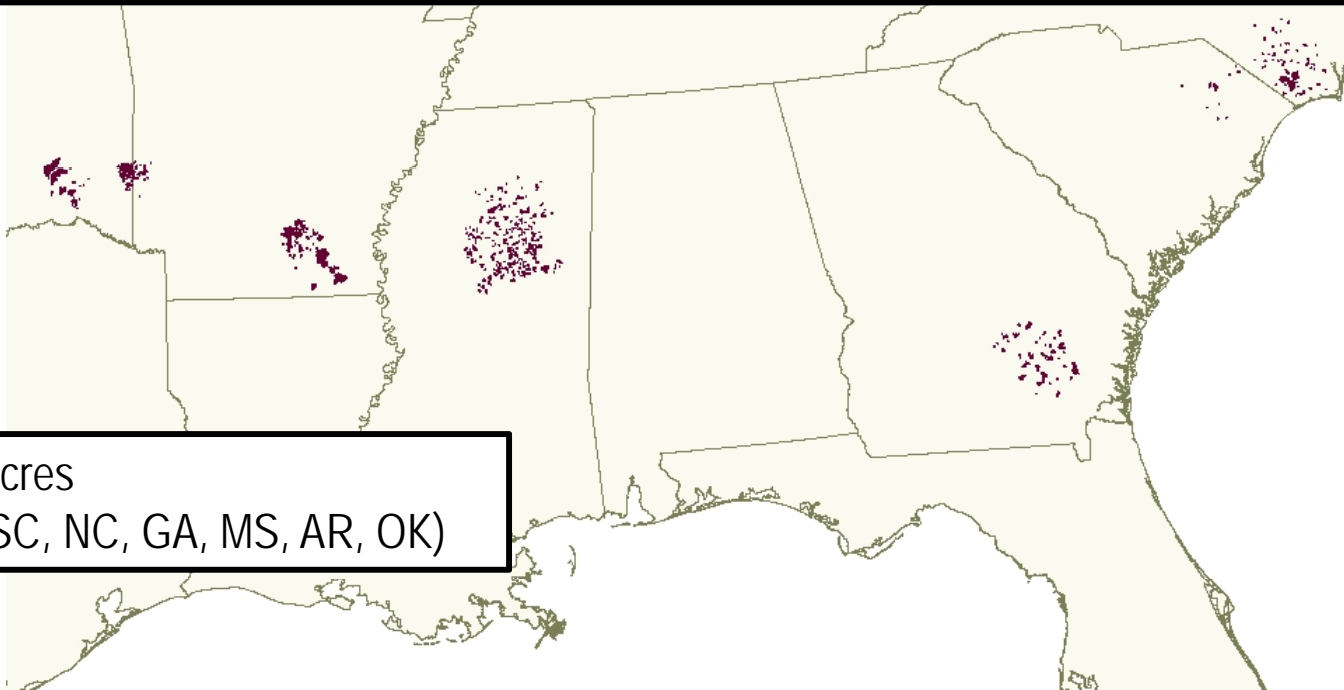 cres
SC, NC, GA, MS, AR, OK)